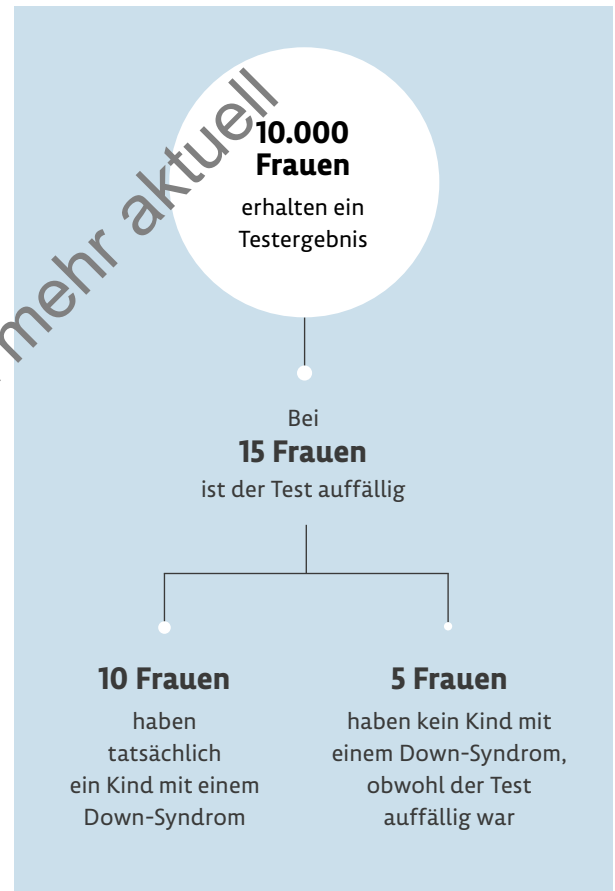 mehr aktuell
10.000
Frauen
erhalten ein
Testergebnis
Bei
15 Frauen
ist der Test auffällig
10 Frauen
haben
tatsächlich
ein Kind mit einem
Down-Syndrom
5 Frauen
haben kein Kind mit
einem Down-Syndrom,
obwohl der Test
auffällig war